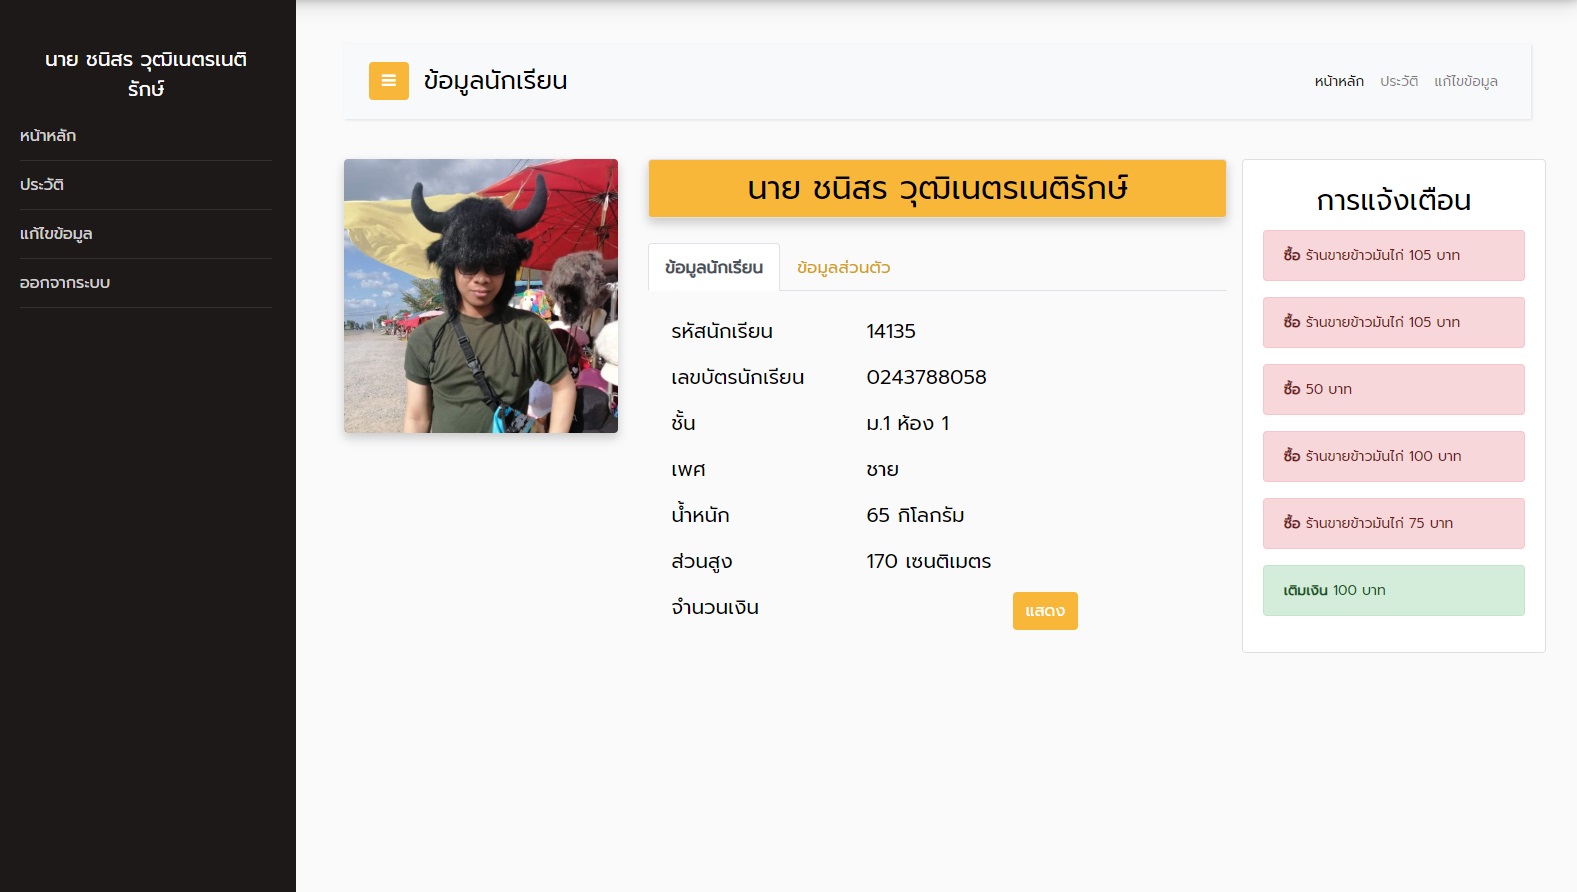 นาย ชนิสร วุฒิเนตรเนติ
รักษ์
หน้าหลัก
ประวัติ
แก้ไขข้อมูล
ออกจากระบบ
ข้อมูลนักเรียน
หน้าหลัก ประวัติ แก้ไขข้อมูล
นาย ชนิสร วุฒิเนตรเนติรักษ์
ข้อมูลนักเรียน ข้อมูลส่วนตัว
รหัสนักเรียน 14135
เลขบัตรนักเรียน 0243788058
ชั้น ม.1 ห้อง 1
เพศ ชาย
น้ำหนัก 65 กิโลกรัม
ส่วนสูง 170 เซนติเมตร
จำนวนเงิน แสดง
การแจ้งเตือน
ซื้อ ร้านขายข้าวมันไก่ 105 บาท
ซื้อ ร้านขายข้าวมันไก่ 105 บาท
ซื้อ 50 บาท
ซื้อ ร้านขายข้าวมันไก่ 100 บาท
ซื้อ ร้านขายข้าวมันไก่ 75 บาท
เติมเงิน 100 บาท